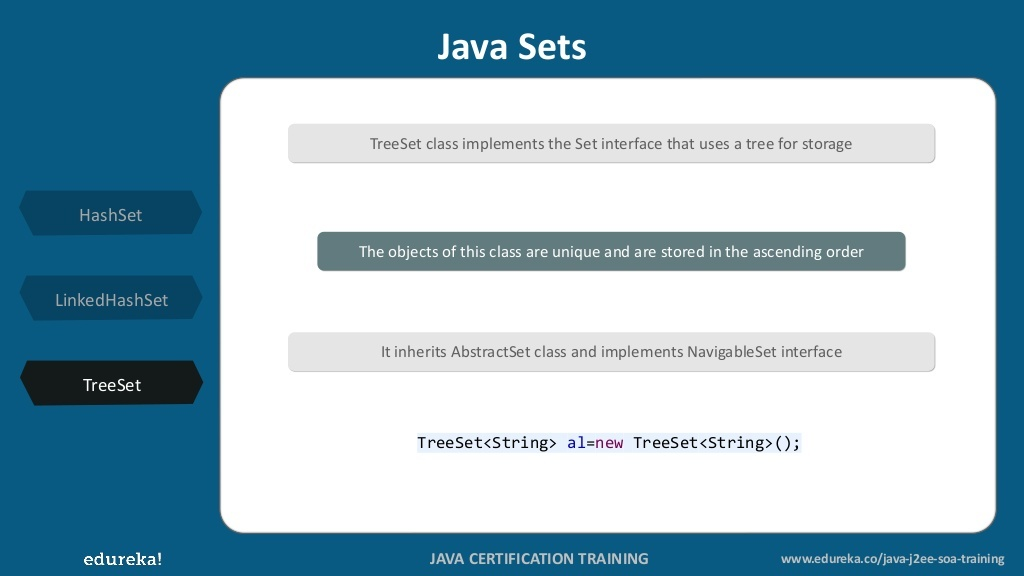 Java Sets
TreeSet class implements the Set interface that uses a tree for storage
HashSet
The objects of this class are unique and are stored in the ascending order
LinkedHashSet
It inherits AbstractSet class and implements NavigableSet interface
TreeSet
TreeSet<String> al=new TreeSet<String>();
edureka!
JAVA CERTIFICATION TRAINING
www.edureka.co/java-j2ee-soa-training